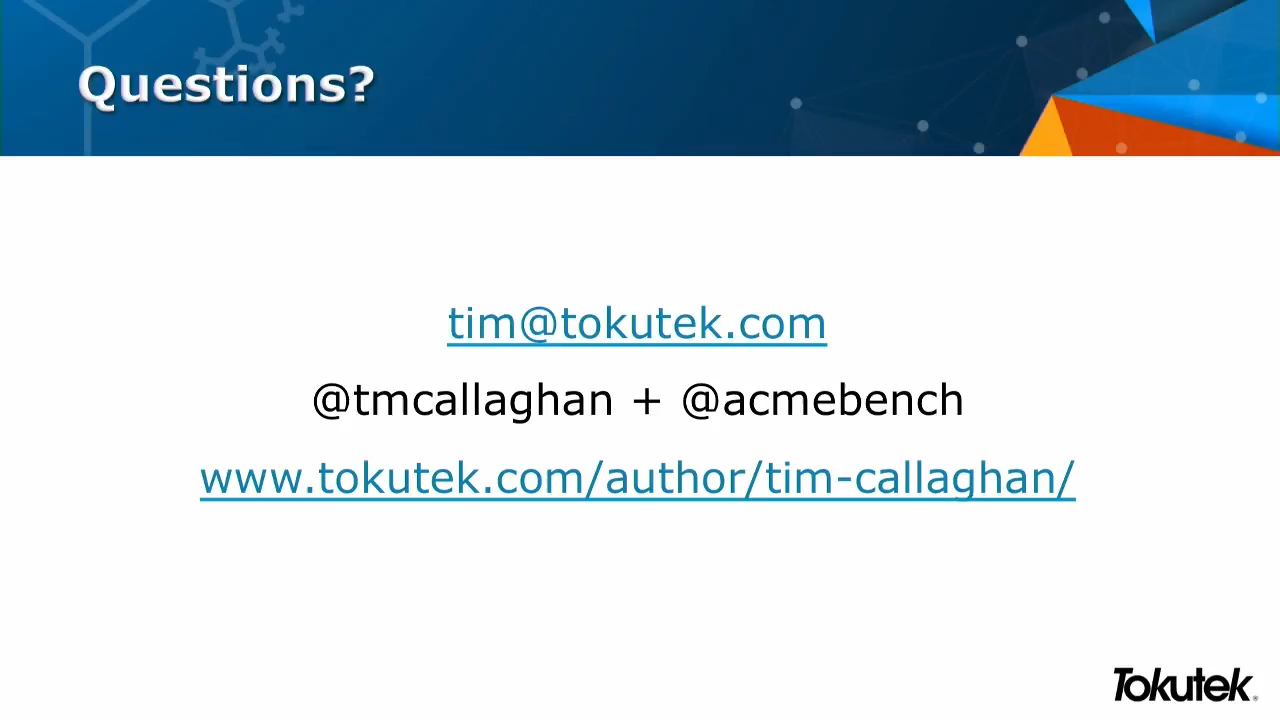 Questions?
tim@tokutek.com
@tmcallaghan + @acmebench
www.tokutek.com/author/tim-callaghan/
Tokutek®